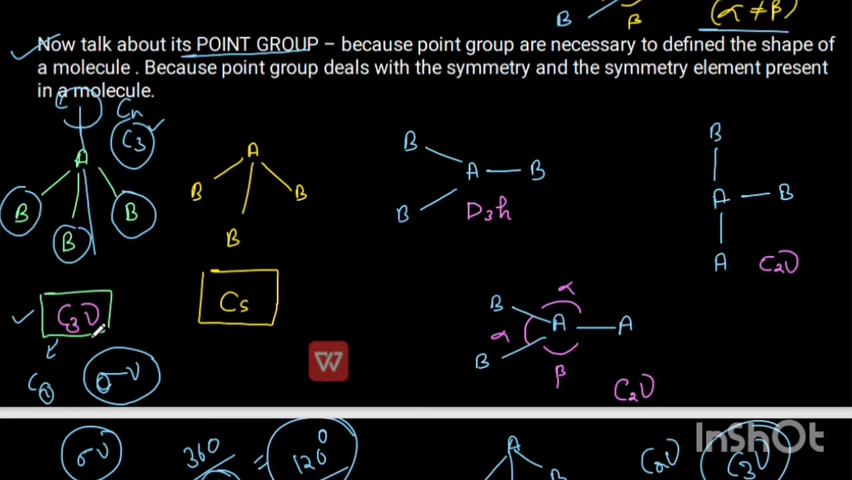 B β (α ≠ β)
Now talk about its POINT GROUP – because point group are necessary to defined the shape of
a molecule . Because point group deals with the symmetry and the symmetry element present
in a molecule.
Cn
C3
A
B B B
A
B B
B
B
A B
B
D3h
B
A B
A
C2v
C3v
Cs
B α
A A
α
B β
C2v
σv
W
σv 360 = 120° A B C2v C3v
InShOt